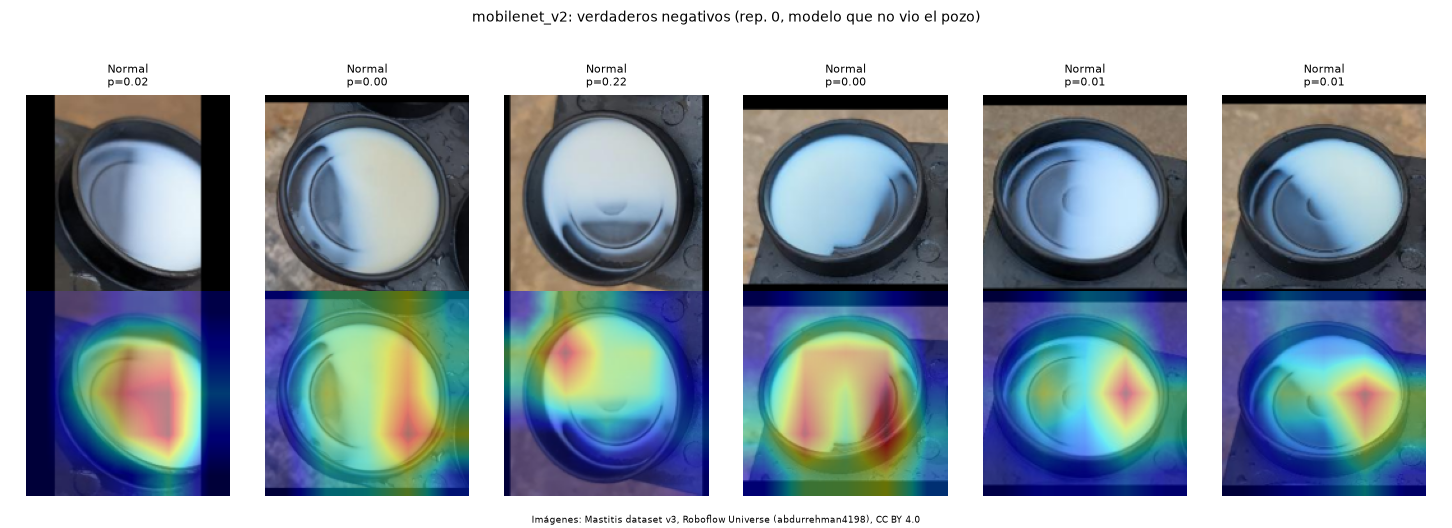 mobilenet_v2: verdaderos negativos (rep. 0, modelo que no vio el pozo)
Normal
p=0.02
Normal
p=0.00
Normal
p=0.22
Normal
p=0.00
Normal
p=0.01
Normal
p=0.01
Imágenes: Mastitis dataset v3, Roboflow Universe (abdurrehman4198), CC BY 4.0